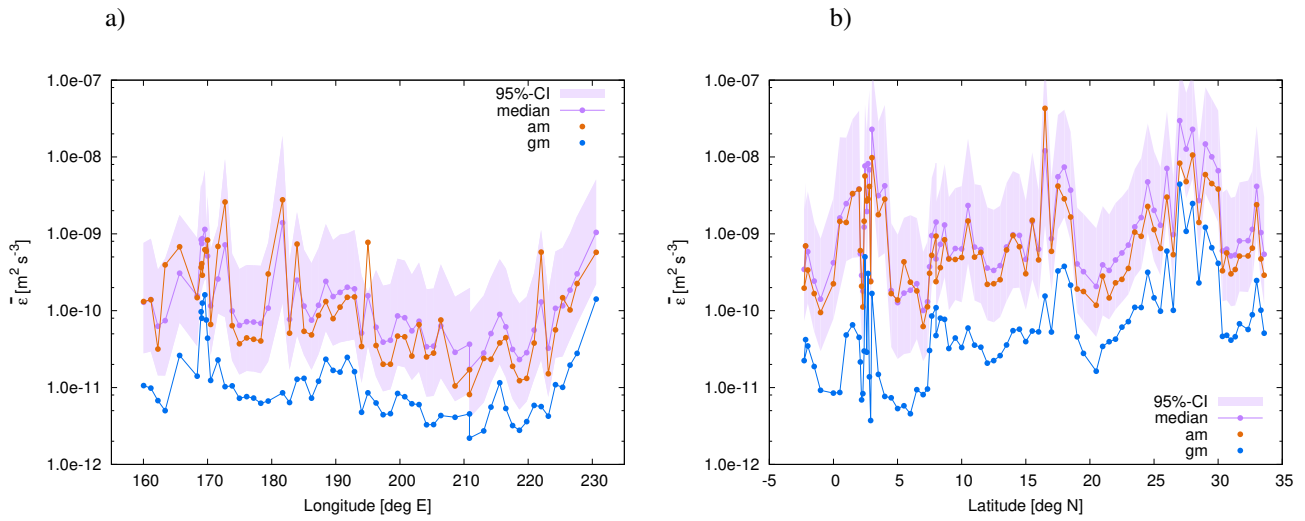 a)
1.0e-07
1.0e-08
1.0e-09
1.0e-10
1.0e-11
1.0e-12
ε̄ [m² s⁻³]
95%-CI
median
am
gm
160 170 180 190 200 210 220 230
Longitude [deg E]
b)
1.0e-07
1.0e-08
1.0e-09
1.0e-10
1.0e-11
1.0e-12
ε̄ [m² s⁻³]
95%-CI
median
am
gm
-5 0 5 10 15 20 25 30 35
Latitude [deg N]